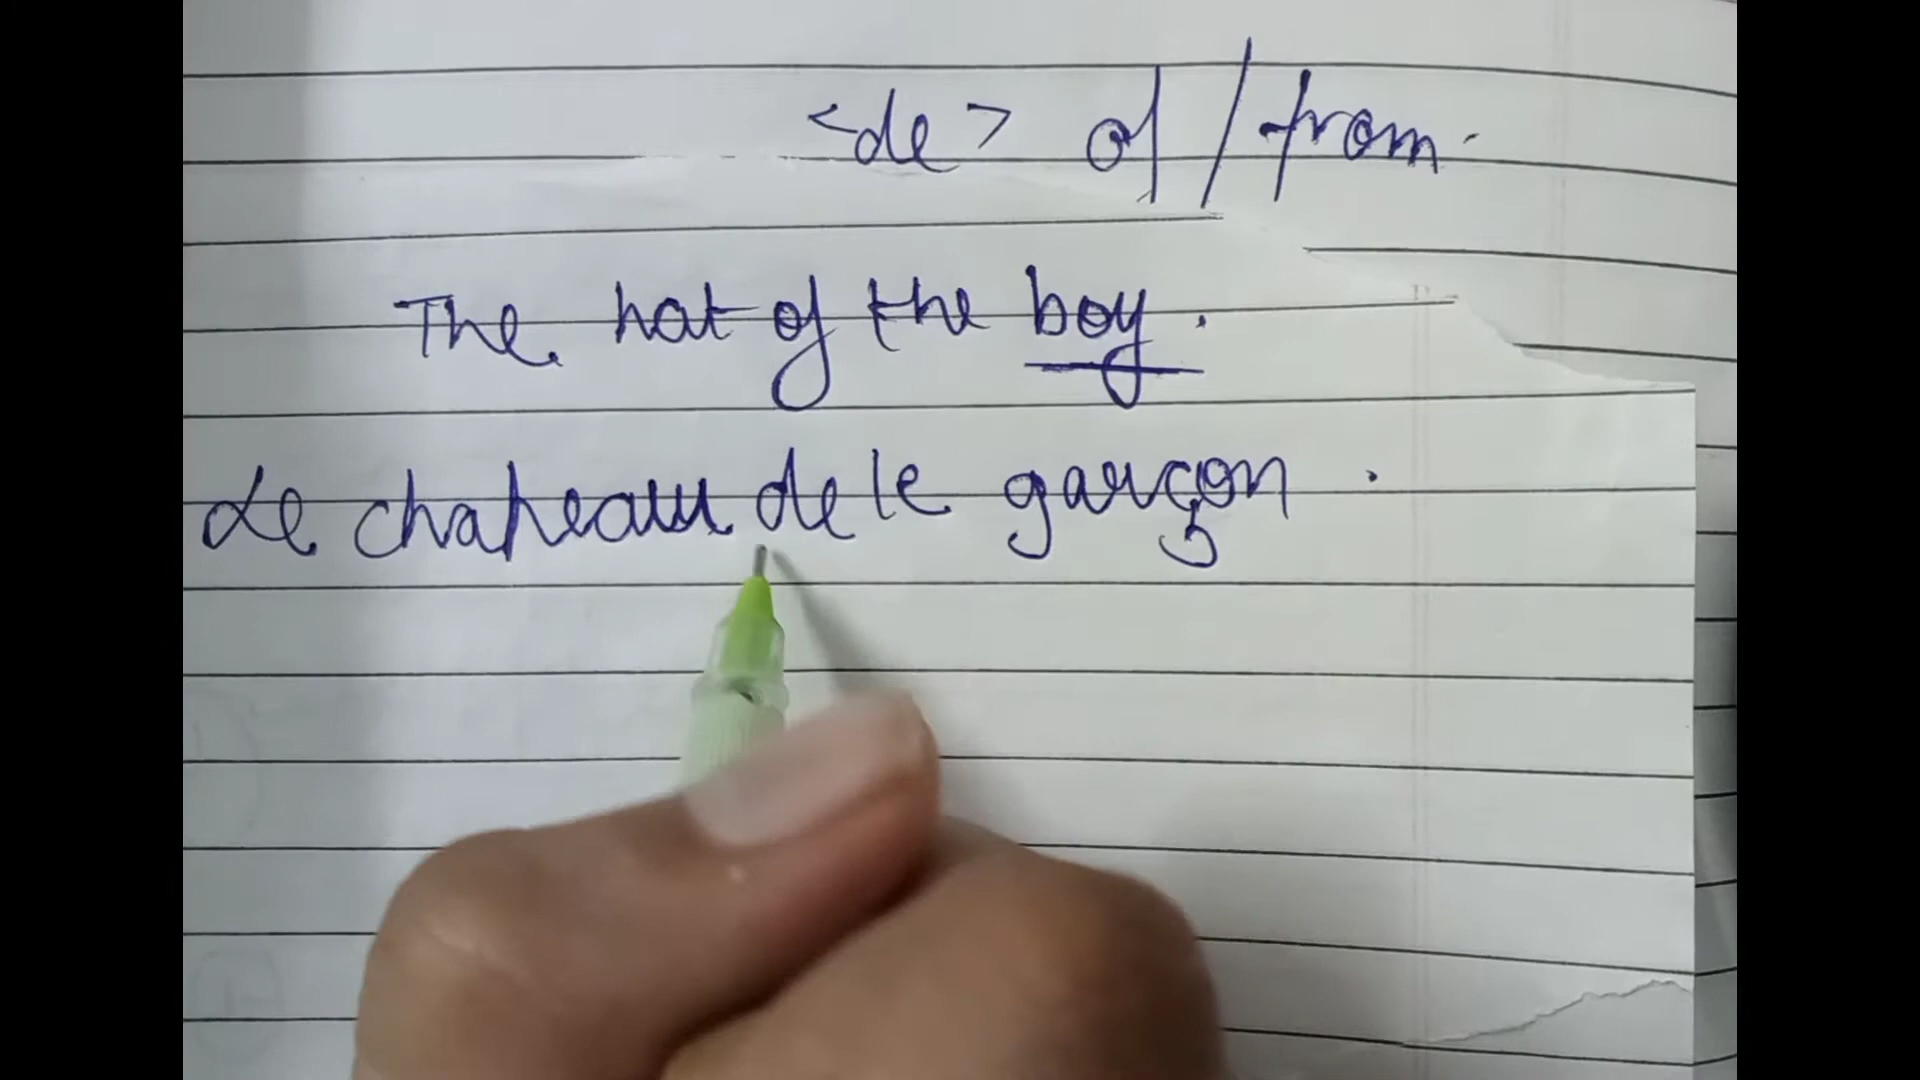 <de> of / from.
The hat of the boy.
Le chapeau de le garçon.